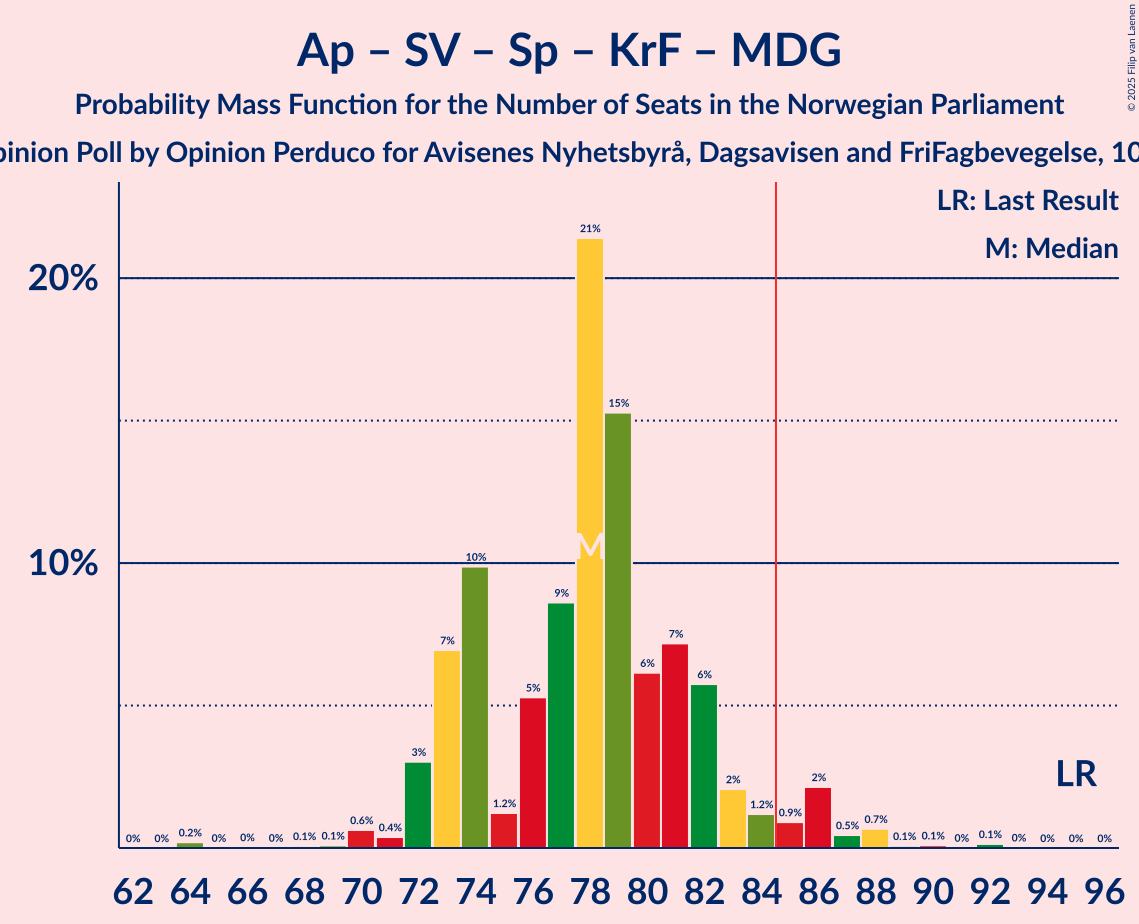 Ap – SV – Sp – KrF – MDG
Probability Mass Function for the Number of Seats in the Norwegian Parliament
Opinion Poll by Opinion Perduco for Avisenes Nyhetsbyrå, Dagsavisen and FriFagbevegelse, 10
© 2025 Filip van Laenen
LR: Last Result
M: Median
20%
10%
0% 0% 0.2% 0% 0% 0% 0.1% 0.1% 0.6% 0.4% 3% 7% 10% 1.2% 5% 9% 21% 15% 6% 7% 6% 2% 1.2% 0.9% 2% 0.5% 0.7% 0.1% 0.1% 0% 0.1% 0% 0% 0% 0%
M
LR
62 64 66 68 70 72 74 76 78 80 82 84 86 88 90 92 94 96